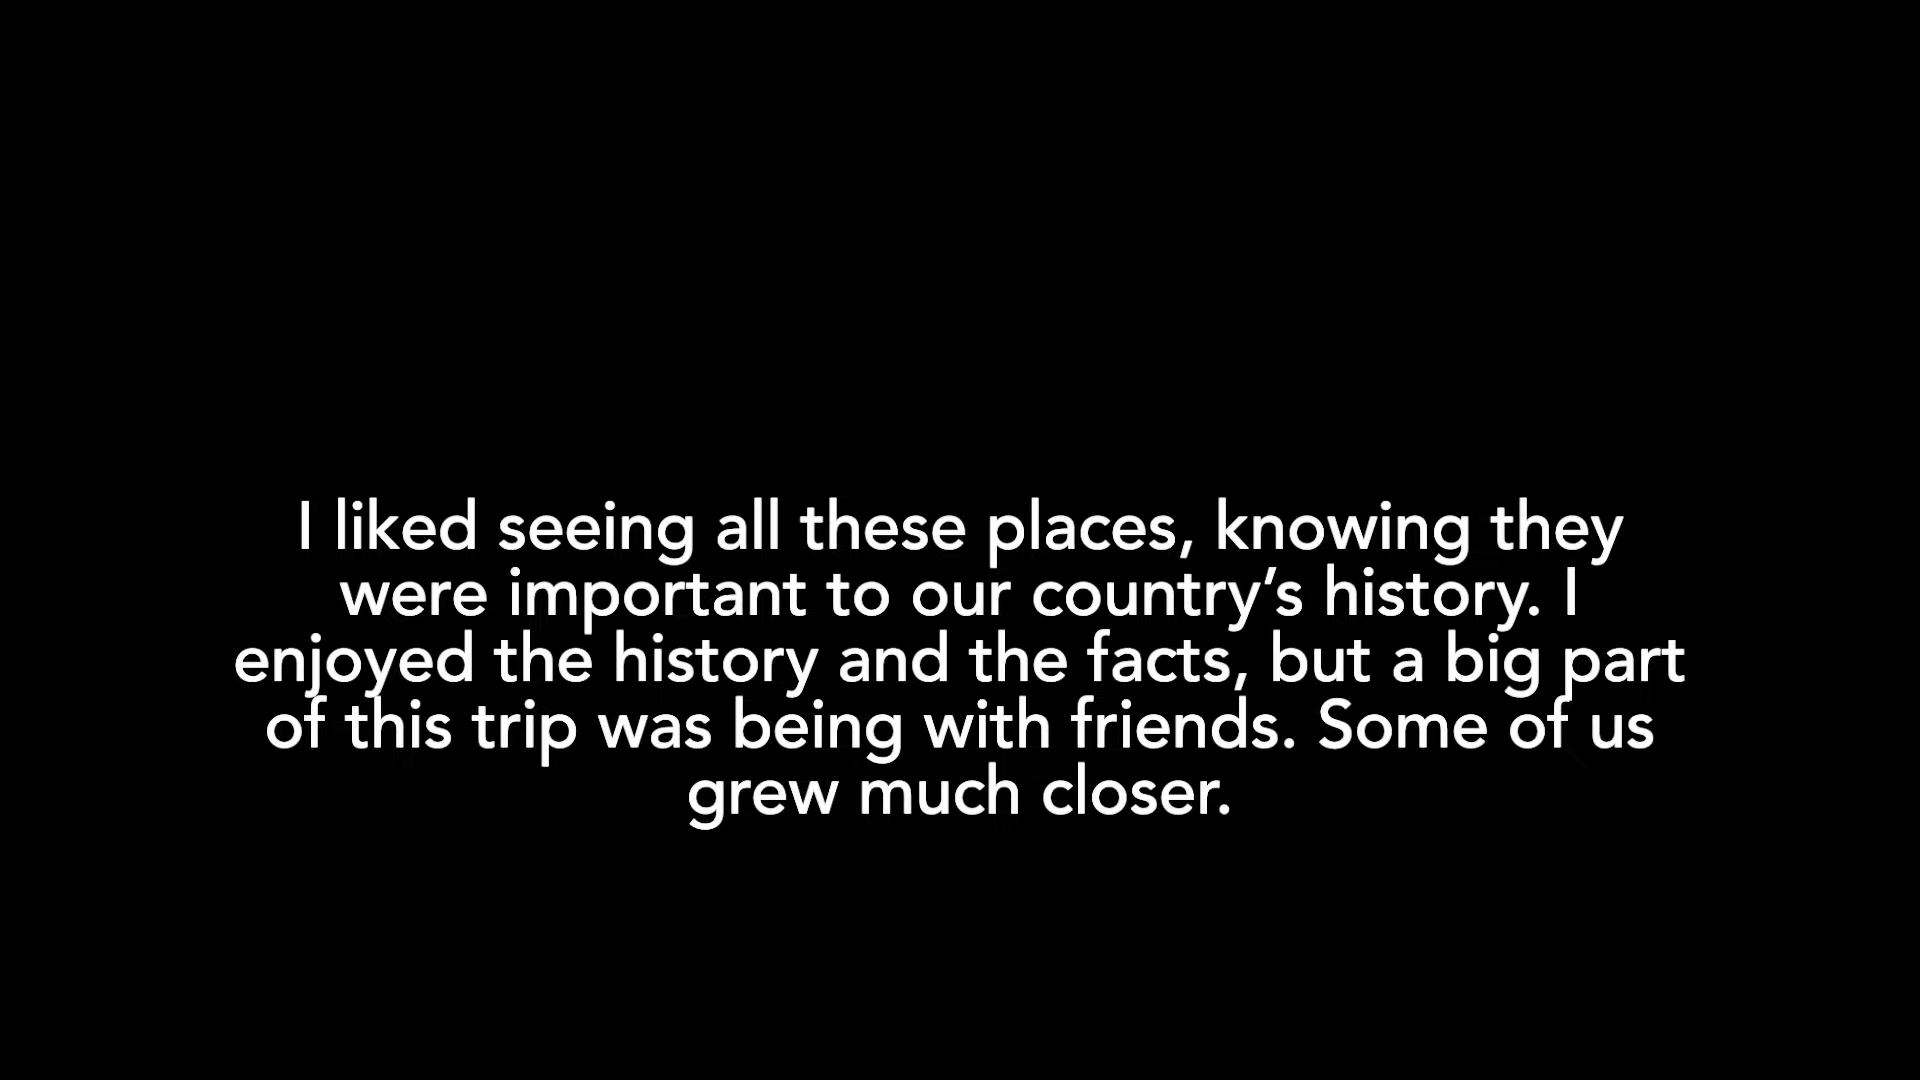 I liked seeing all these places, knowing they
were important to our country’s history. I
enjoyed the history and the facts, but a big part
of this trip was being with friends. Some of us
grew much closer.